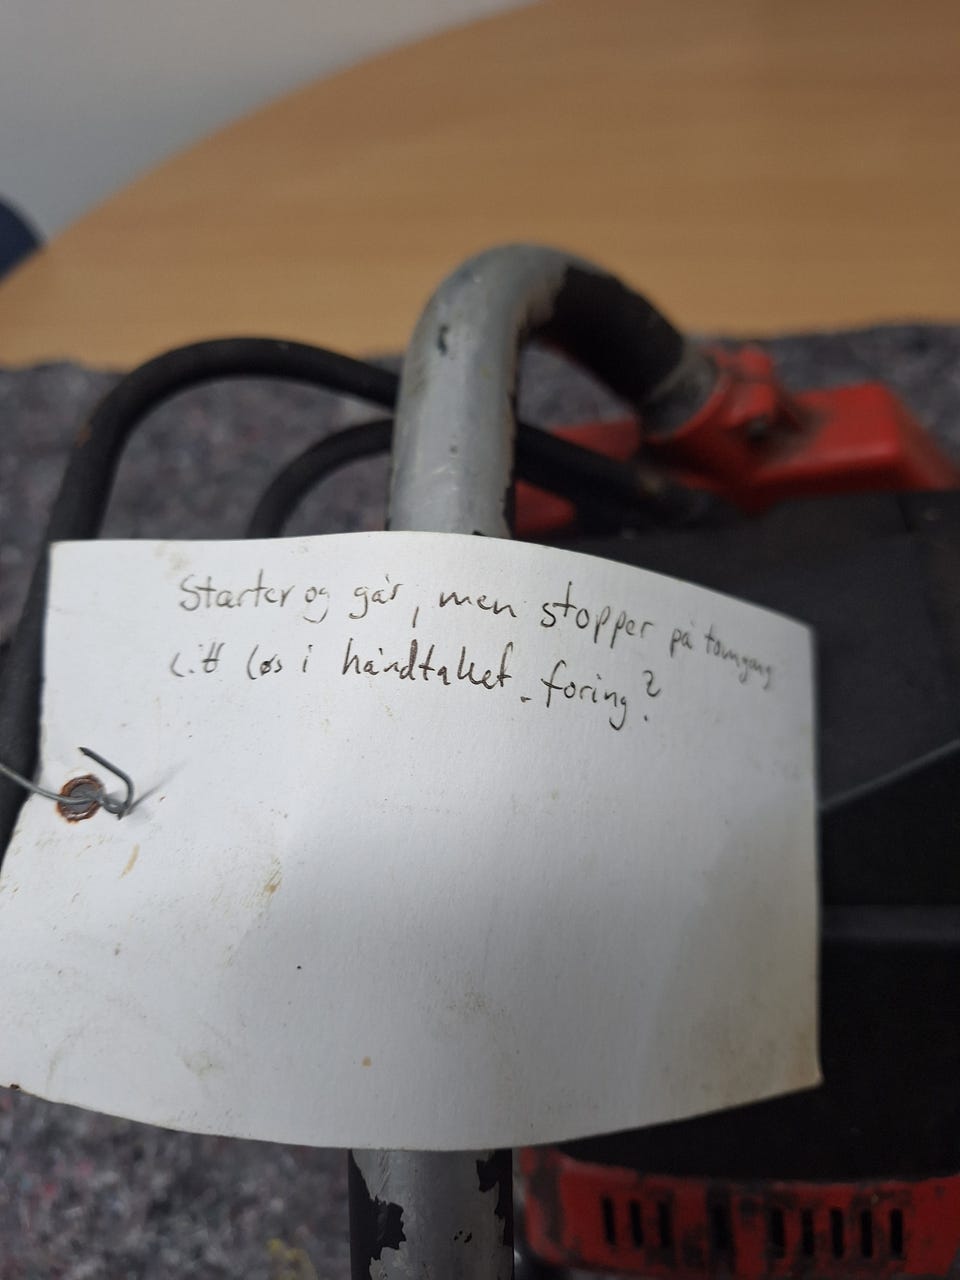 Starter og går, men stopper på tomgang
Litt løs i håndtaket. foring?